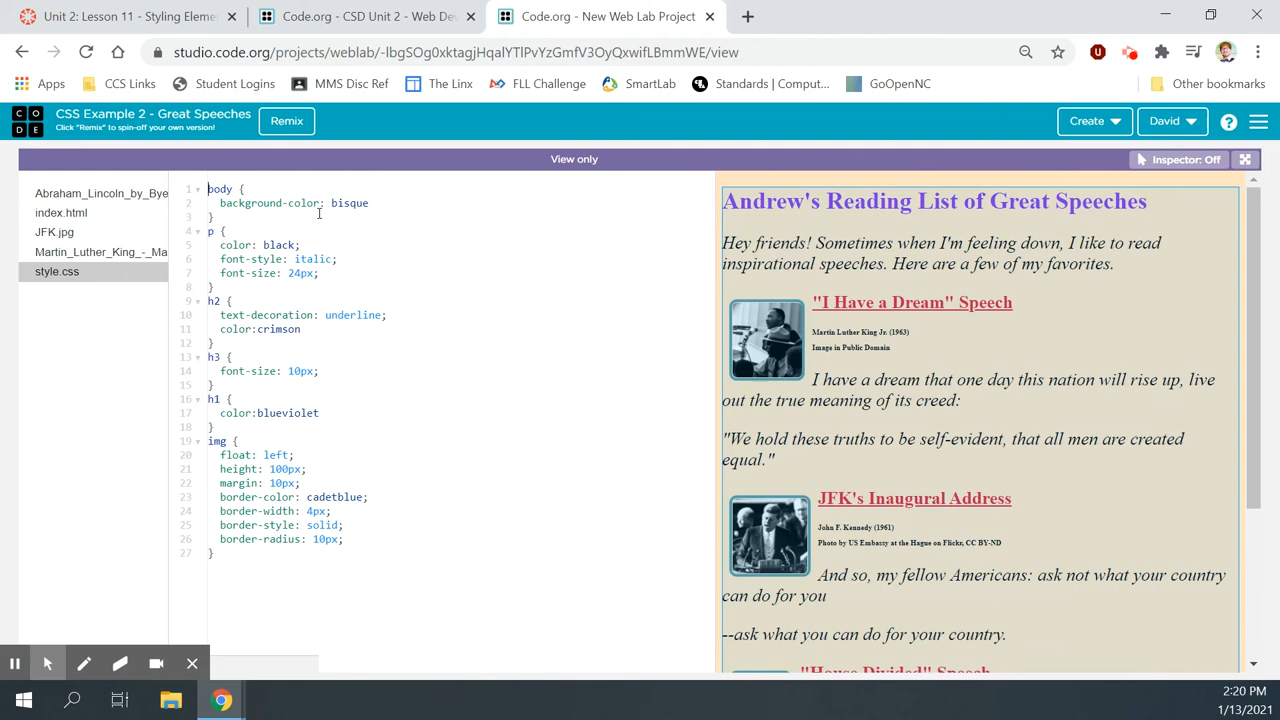 Unit 2: Lesson 11 - Styling Eleme
Code.org - CSD Unit 2 - Web Dev
Code.org - New Web Lab Project
studio.code.org/projects/weblab/-lbgSOg0xktagjHqalYTlPvYzGmfV3OyQxwifLBmmWE/view
Apps
CCS Links
Student Logins
MMS Disc Ref
The Linx
FLL Challenge
SmartLab
Standards | Comput...
GoOpenNC
Other bookmarks
CO
DE
CSS Example 2 - Great Speeches
Click "Remix" to spin-off your own version!
Remix
Create
David
?
View only
Inspector: Off
Abraham_Lincoln_by_Bye
index.html
JFK.jpg
Martin_Luther_King_-_Ma
style.css
1 body {
2 background-color: bisque
3 }
4 p {
5 color: black;
6 font-style: italic;
7 font-size: 24px;
8 }
9 h2 {
10 text-decoration: underline;
11 color:crimson
12 }
13 h3 {
14 font-size: 10px;
15 }
16 h1 {
17 color:blueviolet
18 }
19 img {
20 float: left;
21 height: 100px;
22 margin: 10px;
23 border-color: cadetblue;
24 border-width: 4px;
25 border-style: solid;
26 border-radius: 10px;
27 }
Andrew's Reading List of Great Speeches
Hey friends! Sometimes when I'm feeling down, I like to read
inspirational speeches. Here are a few of my favorites.
"I Have a Dream" Speech
Martin Luther King Jr. (1963)
Image in Public Domain
I have a dream that one day this nation will rise up, live
out the true meaning of its creed:
"We hold these truths to be self-evident, that all men are created
equal."
JFK's Inaugural Address
John F. Kennedy (1961)
Photo by US Embassy at the Hague on Flickr, CC BY-ND
And so, my fellow Americans: ask not what your country
can do for you
--ask what you can do for your country.
"House Divided" Speech
2:20 PM
1/13/2021